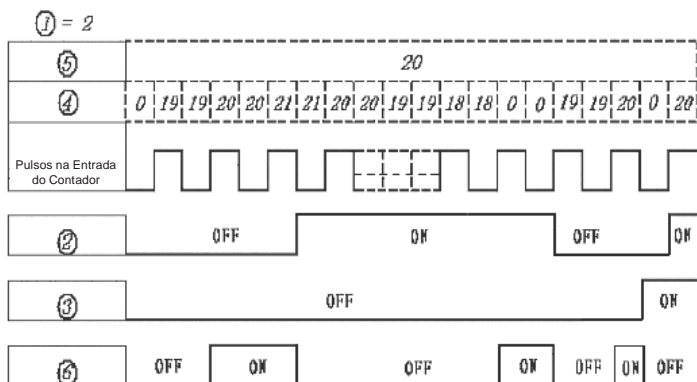 ① = 2
⑤ 20
④ 0 19 19 20 20 21 21 20 20 19 19 18 18 0 0 19 19 20 0 20
Pulsos na Entrada
do Contador
② OFF ON OFF ON
③ OFF ON
⑥ OFF ON OFF ON OFF ON OFF